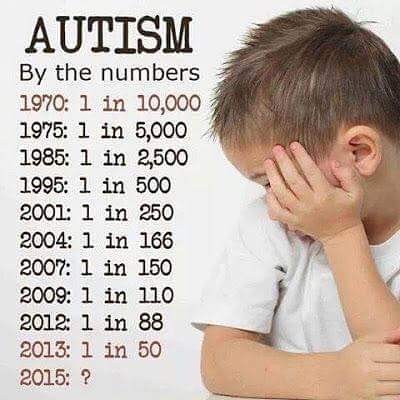 AUTISM
By the numbers
1970: 1 in 10,000
1975: 1 in 5,000
1985: 1 in 2,500
1995: 1 in 500
2001: 1 in 250
2004: 1 in 166
2007: 1 in 150
2009: 1 in 110
2012: 1 in 88
2013: 1 in 50
2015: ?